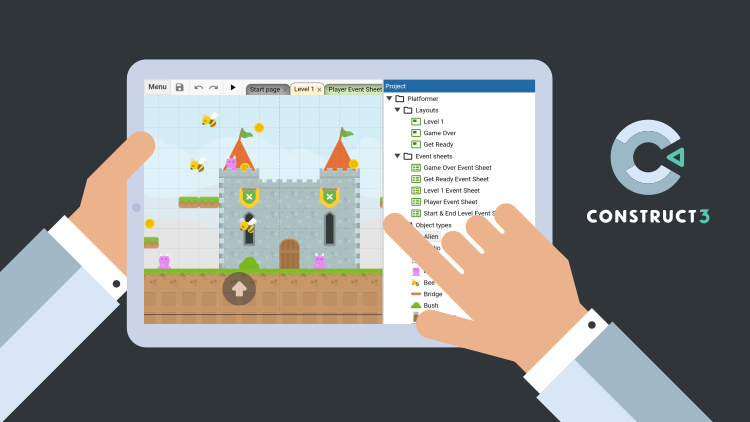 Menu
Start page
Level 1
Player Event Sheet
Project
Platformer
Layouts
Level 1
Game Over
Get Ready
Event sheets
Game Over Event Sheet
Get Ready Event Sheet
Level 1 Event Sheet
Player Event Sheet
Start & End Level Event S
Object types
Alien
Bee
Bridge
Bush
CONSTRUCT3